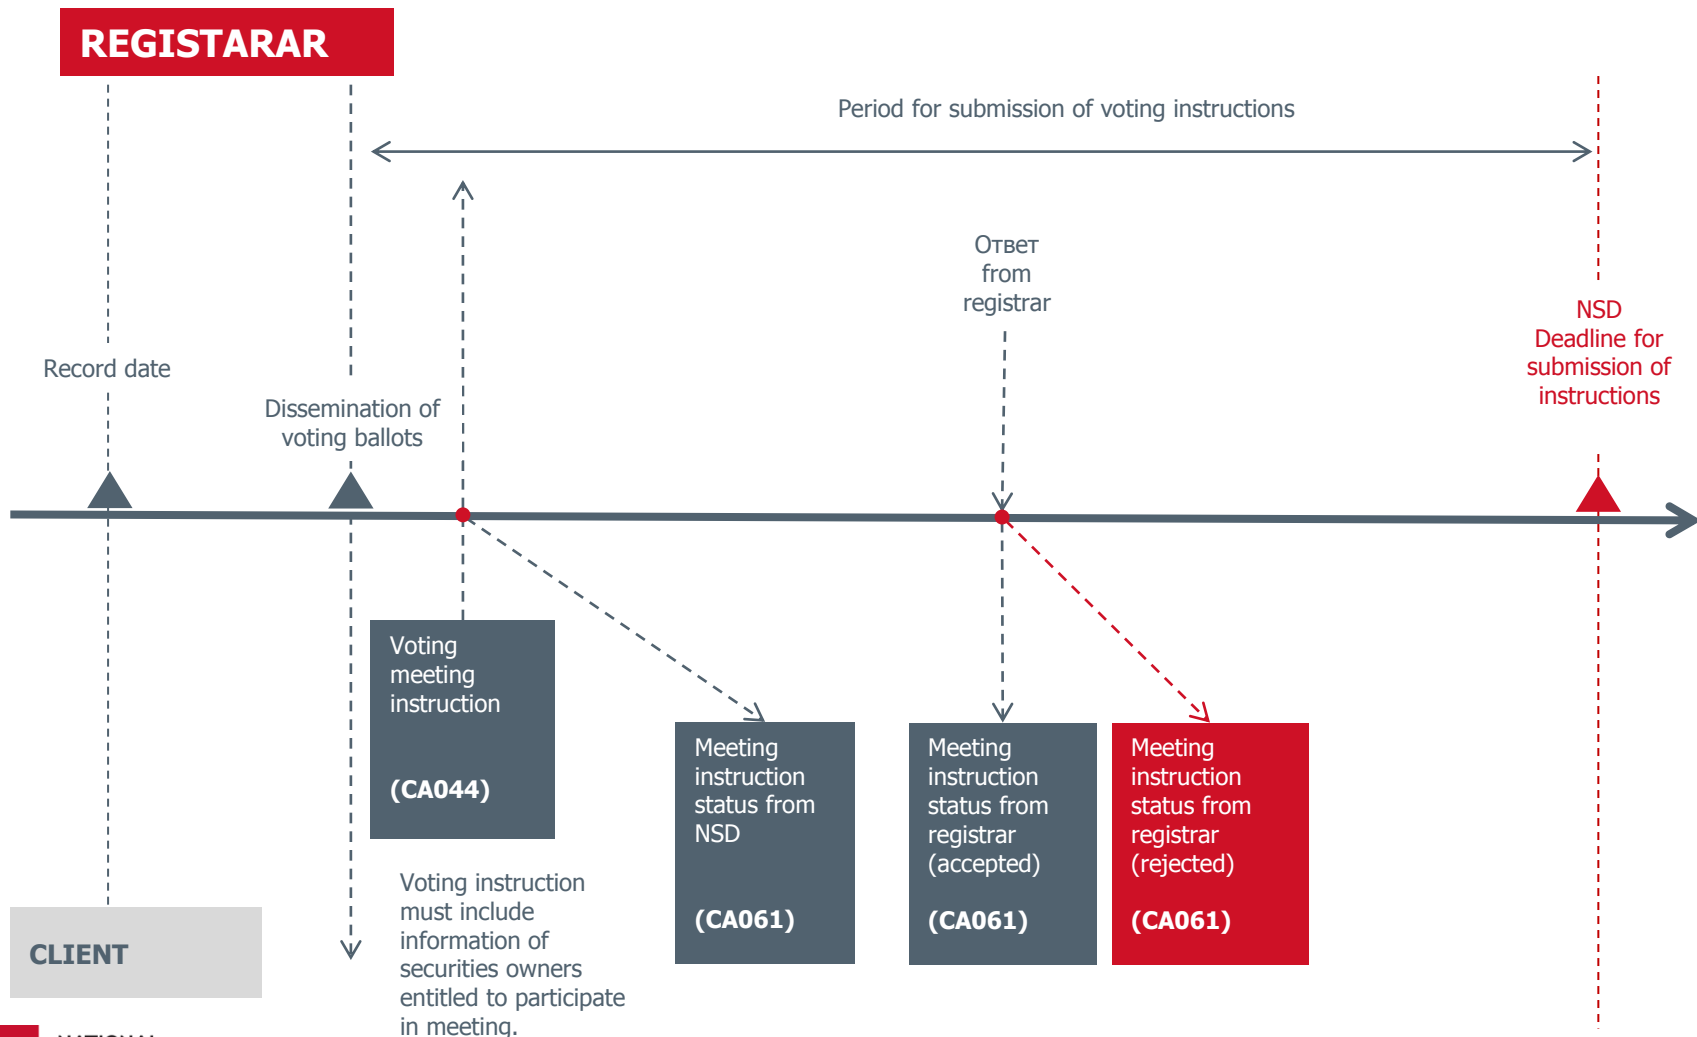 REGISTARAR
Period for submission of voting instructions
Ответ
from
registrar
NSD
Deadline for
submission of
instructions
Record date
Dissemination of
voting ballots
Voting
meeting
instruction
(CA044)
Meeting
instruction
status from
NSD
(CA061)
Meeting
instruction
status from
registrar
(accepted)
(CA061)
Meeting
instruction
status from
registrar
(rejected)
(CA061)
Voting instruction
must include
information of
securities owners
entitled to participate
in meeting.
CLIENT